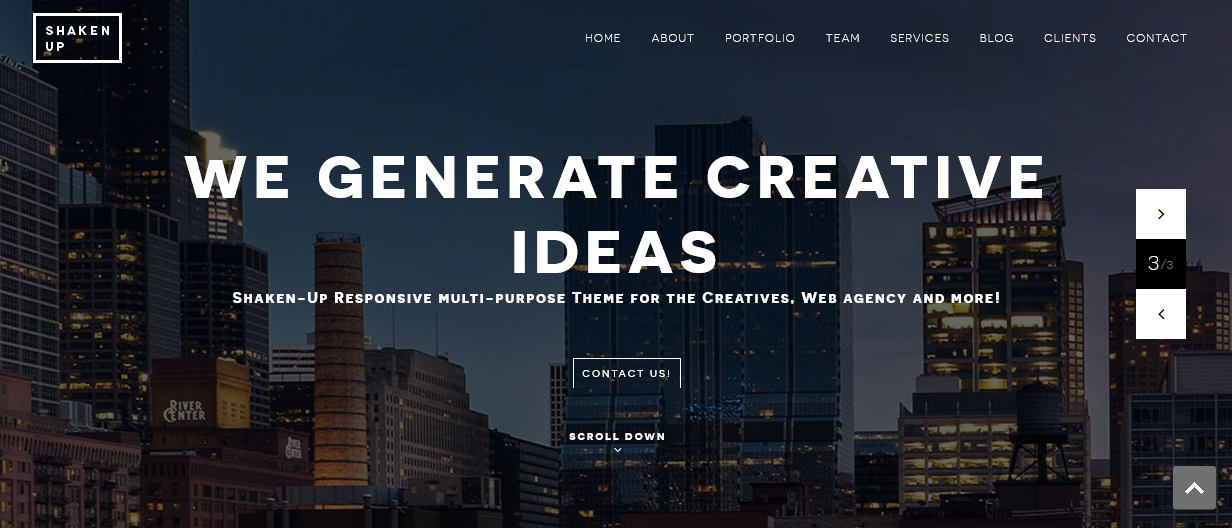 SHAKEN
UP
HOME ABOUT PORTFOLIO TEAM SERVICES BLOG CLIENTS CONTACT
WE GENERATE CREATIVE
IDEAS
Shaken-Up Responsive multi-purpose Theme for the Creatives, Web agency and more!
3/3
CONTACT US!
RIVER
CENTER
SCROLL DOWN